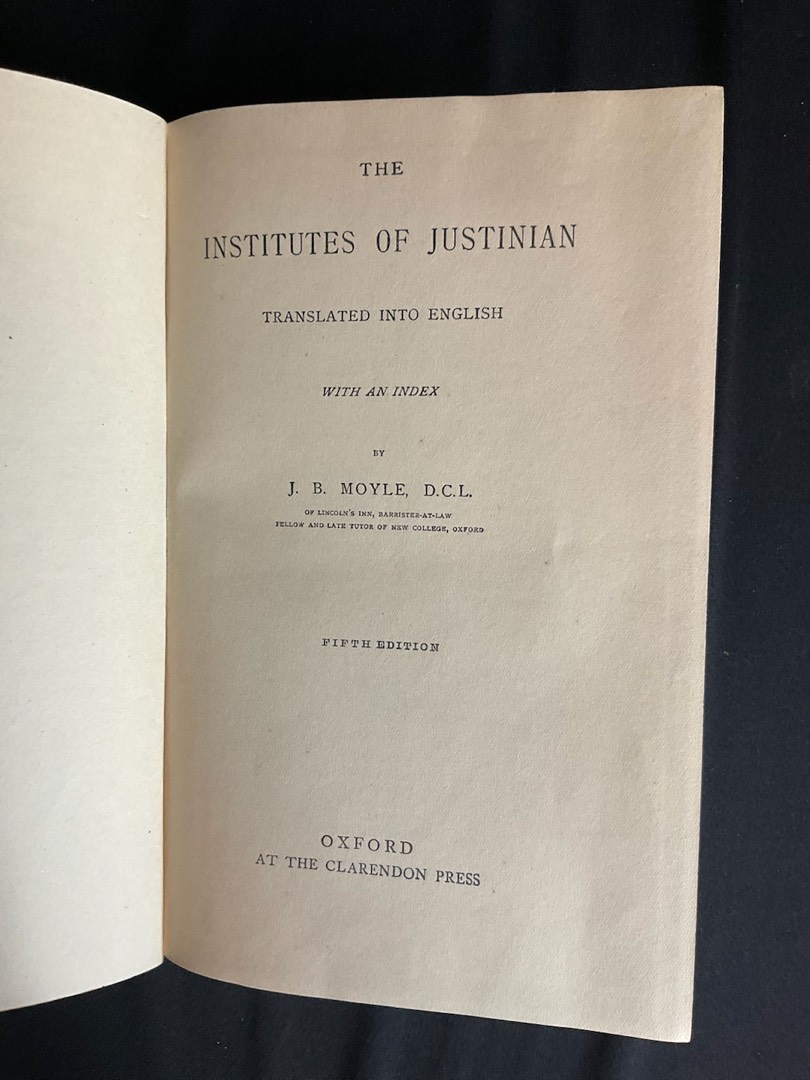 THE
INSTITUTES OF JUSTINIAN
TRANSLATED INTO ENGLISH
WITH AN INDEX
BY
J. B. MOYLE, D.C.L.
OF LINCOLN'S INN, BARRISTER-AT-LAW
FELLOW AND LATE TUTOR OF NEW COLLEGE, OXFORD
FIFTH EDITION
OXFORD
AT THE CLARENDON PRESS